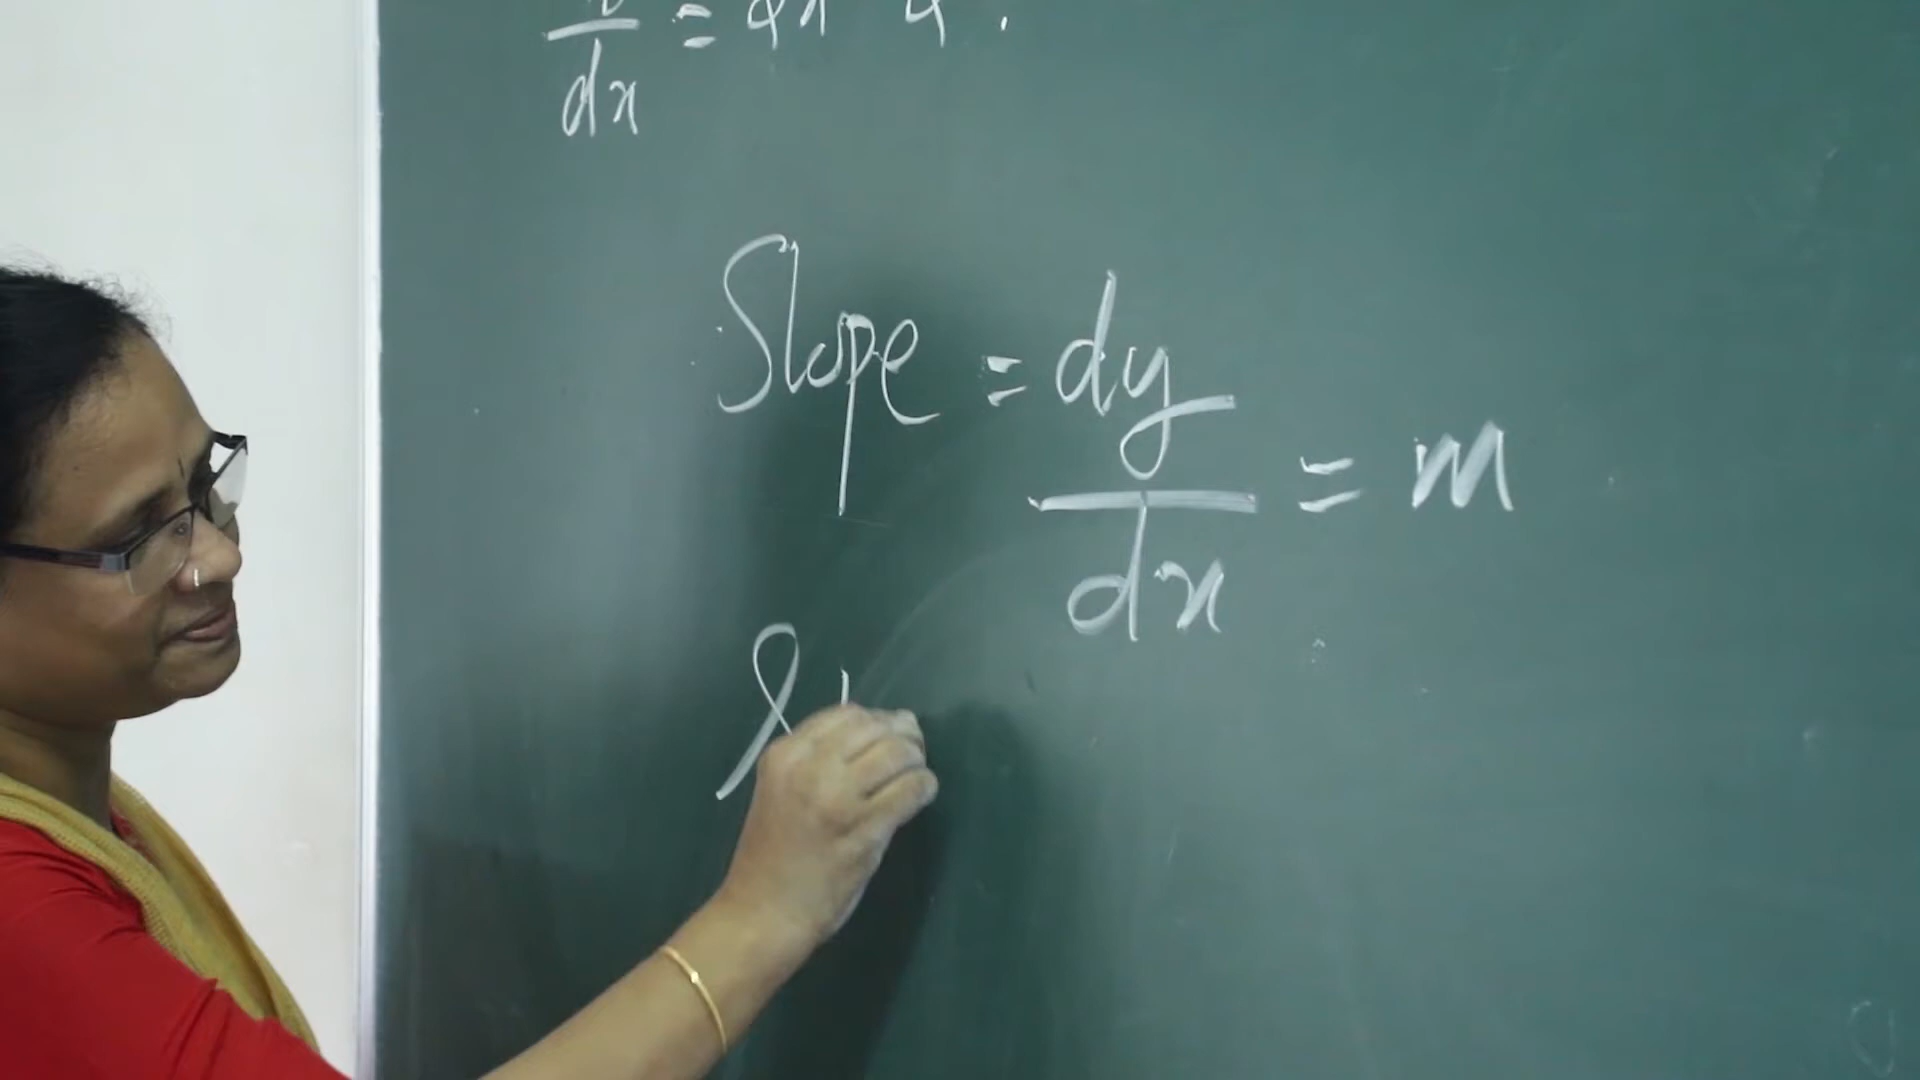 dx
Slope = dy/dx = m